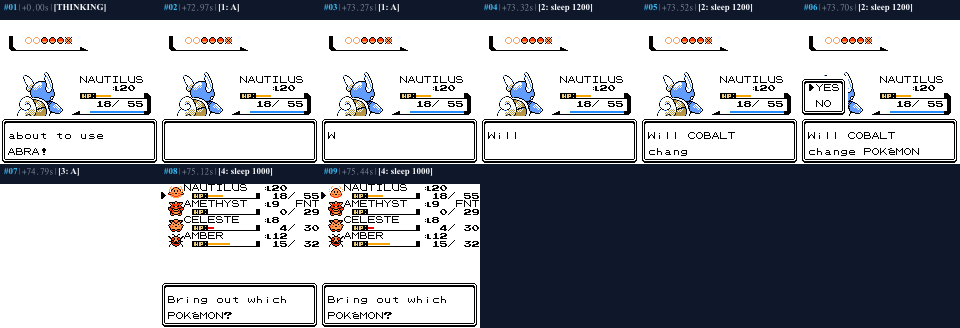 #01|+0.00s|[THINKING]
#02|+72.97s|[1: A]
#03|+73.27s|[1: A]
#04|+73.32s|[2: sleep 1200]
#05|+73.52s|[2: sleep 1200]
#06|+73.70s|[2: sleep 1200]
NAUTILUS
:L20
HP:
18/ 55
about to use
ABRA!
NAUTILUS
:L20
HP:
18/ 55
NAUTILUS
:L20
HP:
18/ 55
W
NAUTILUS
:L20
HP:
18/ 55
Will
NAUTILUS
:L20
HP:
18/ 55
Will COBALT
chang
NAUTILUS
:L20
HP:
18/ 55
▶YES
NO
Will COBALT
change POKéMON
#07|+74.79s|[3: A]
#08|+75.12s|[4: sleep 1000]
#09|+75.44s|[4: sleep 1000]
NAUTILUS :L20
HP: 18/ 55
AMETHYST :L9 FNT
HP: 0/ 29
CELESTE :L8
HP: 4/ 30
AMBER :L12
HP: 15/ 32
Bring out which
POKéMON?
NAUTILUS :L20
HP: 18/ 55
AMETHYST :L9 FNT
HP: 0/ 29
CELESTE :L8
HP: 4/ 30
AMBER :L12
HP: 15/ 32
Bring out which
POKéMON?